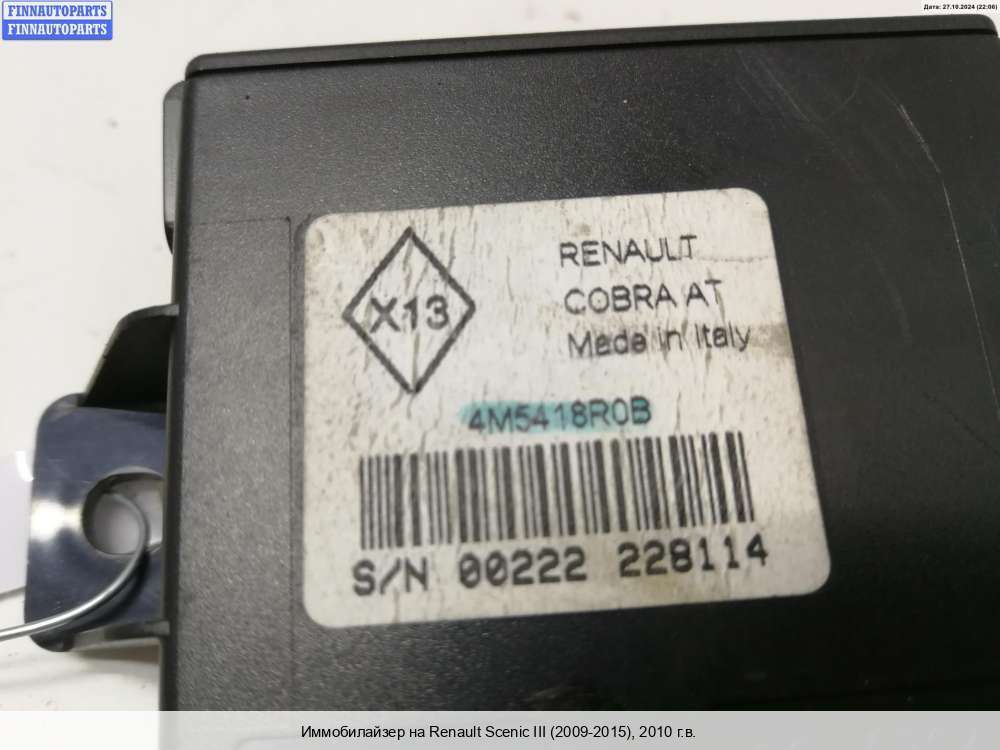 FINNAUTOPARTS
FINNAUTOPARTS
Дата: 27.10.2024 (22:06)
X13
RENAULT
COBRA AT
Made in Italy
4M5418R0B
S/N 00222 228114
Иммобилайзер на Renault Scenic III (2009-2015), 2010 г.в.